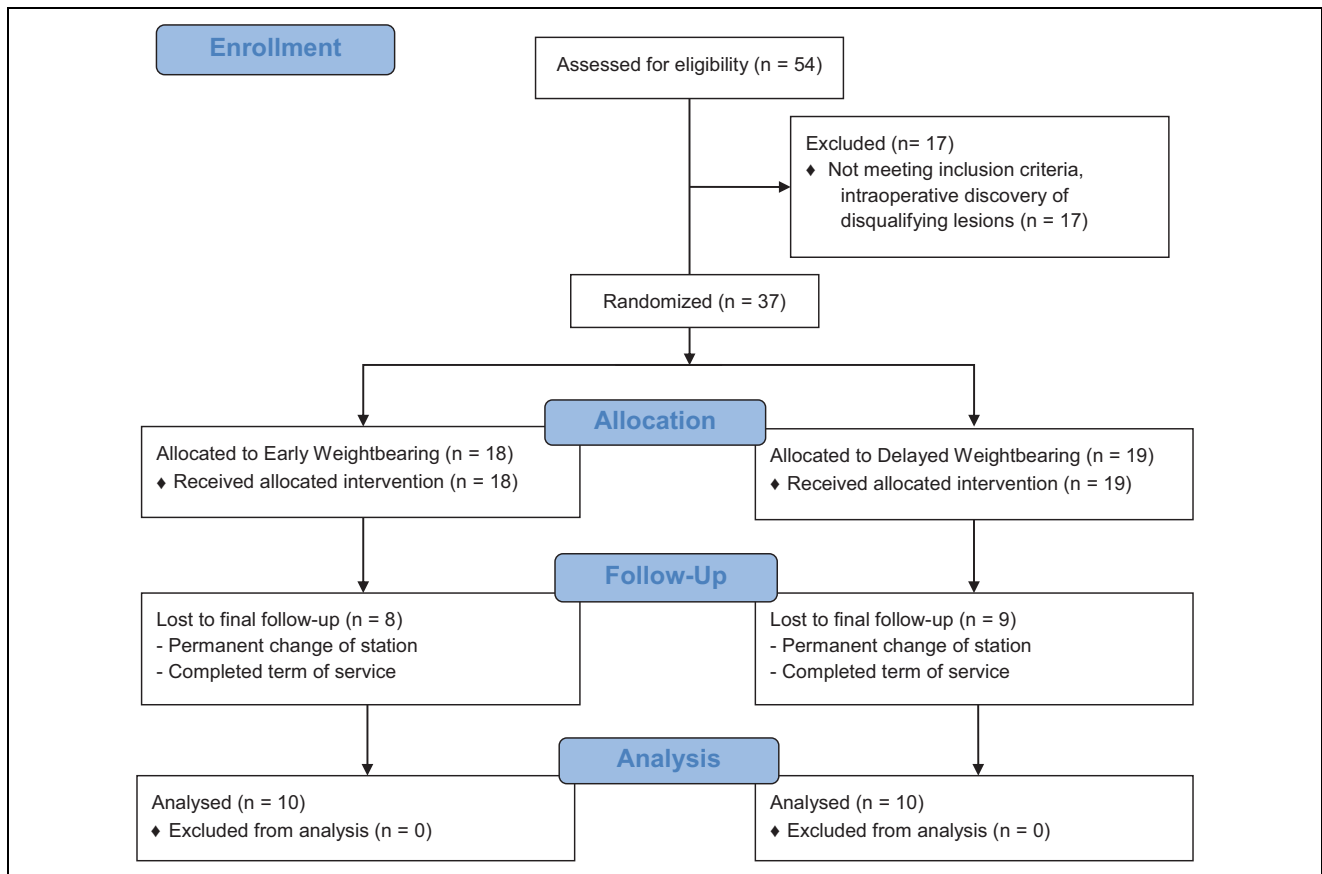 Enrollment
Assessed for eligibility (n = 54)
Excluded (n= 17)
♦ Not meeting inclusion criteria,
intraoperative discovery of
disqualifying lesions (n = 17)
Randomized (n = 37)
Allocation
Allocated to Early Weightbearing (n = 18)
♦ Received allocated intervention (n = 18)
Allocated to Delayed Weightbearing (n = 19)
♦ Received allocated intervention (n = 19)
Follow-Up
Lost to final follow-up (n = 8)
- Permanent change of station
- Completed term of service
Lost to final follow-up (n = 9)
- Permanent change of station
- Completed term of service
Analysis
Analysed (n = 10)
♦ Excluded from analysis (n = 0)
Analysed (n = 10)
♦ Excluded from analysis (n = 0)